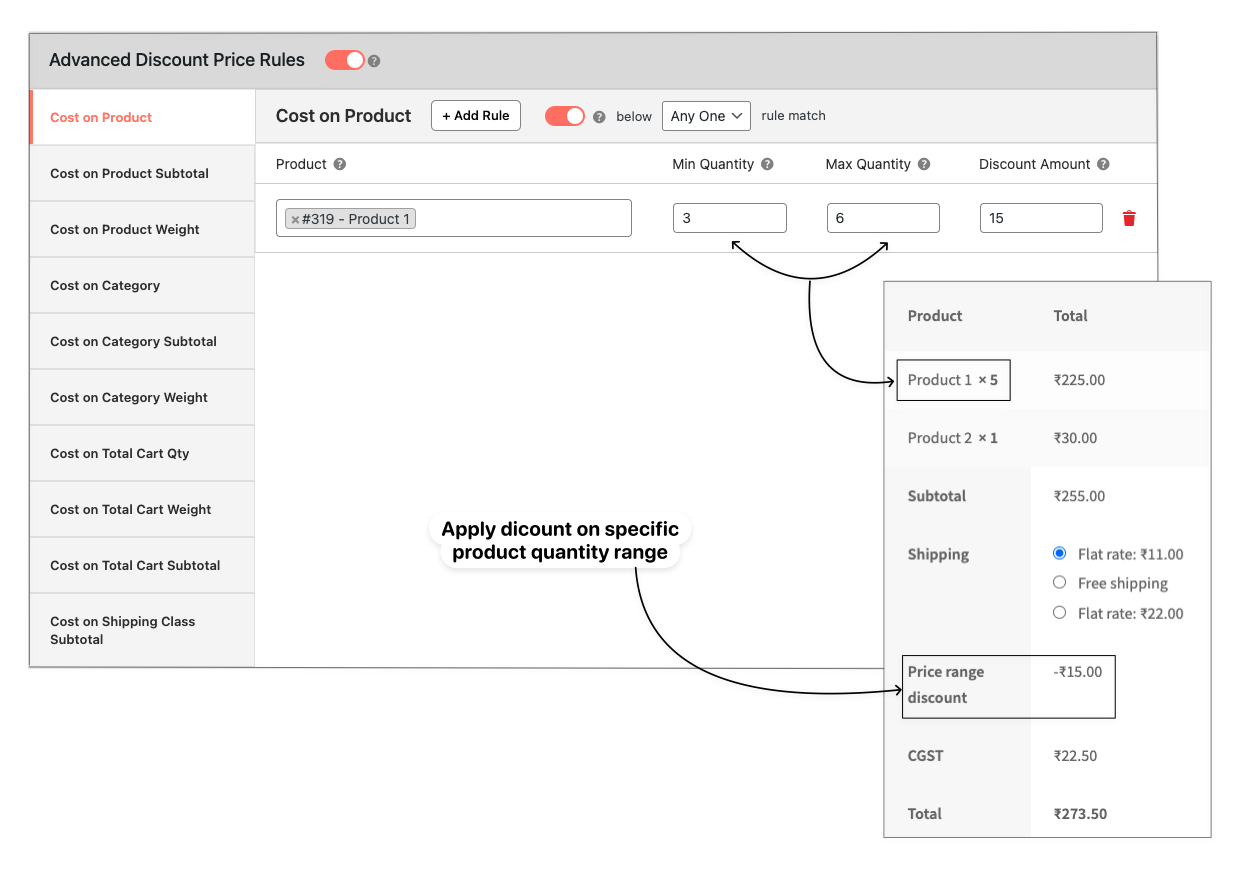 Advanced Discount Price Rules ?
Cost on Product
Cost on Product Subtotal
Cost on Product Weight
Cost on Category
Cost on Category Subtotal
Cost on Category Weight
Cost on Total Cart Qty
Cost on Total Cart Weight
Cost on Total Cart Subtotal
Cost on Shipping Class
Subtotal
Cost on Product + Add Rule ? below Any One rule match
Product ? Min Quantity ? Max Quantity ? Discount Amount ?
×#319 - Product 1 3 6 15
Apply dicount on specific
product quantity range
Product Total
Product 1 × 5 ₹225.00
Product 2 × 1 ₹30.00
Subtotal ₹255.00
Shipping Flat rate: ₹11.00
Free shipping
Flat rate: ₹22.00
Price range -₹15.00
discount
CGST ₹22.50
Total ₹273.50